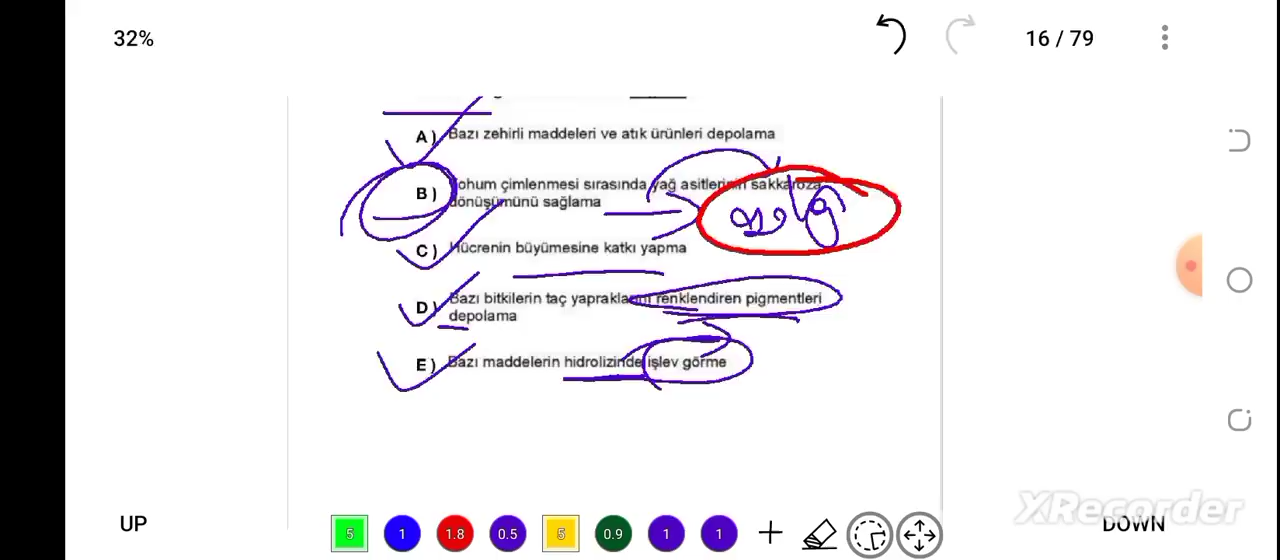 32%
16 / 79
A) Bazı zehirli maddeleri ve atık ürünleri depolama
B) Tohum çimlenmesi sırasında yağ asitlerinin sakkaroza
dönüşümünü sağlama
C) Hücrenin büyümesine katkı yapma
D) Bazı bitkilerin taç yapraklarını renklendiren pigmentleri
depolama
E) Bazı maddelerin hidrolizinde işlev görme
XRecorder
UP
5 1 1.8 0.5 5 0.9 1 1
DOWN